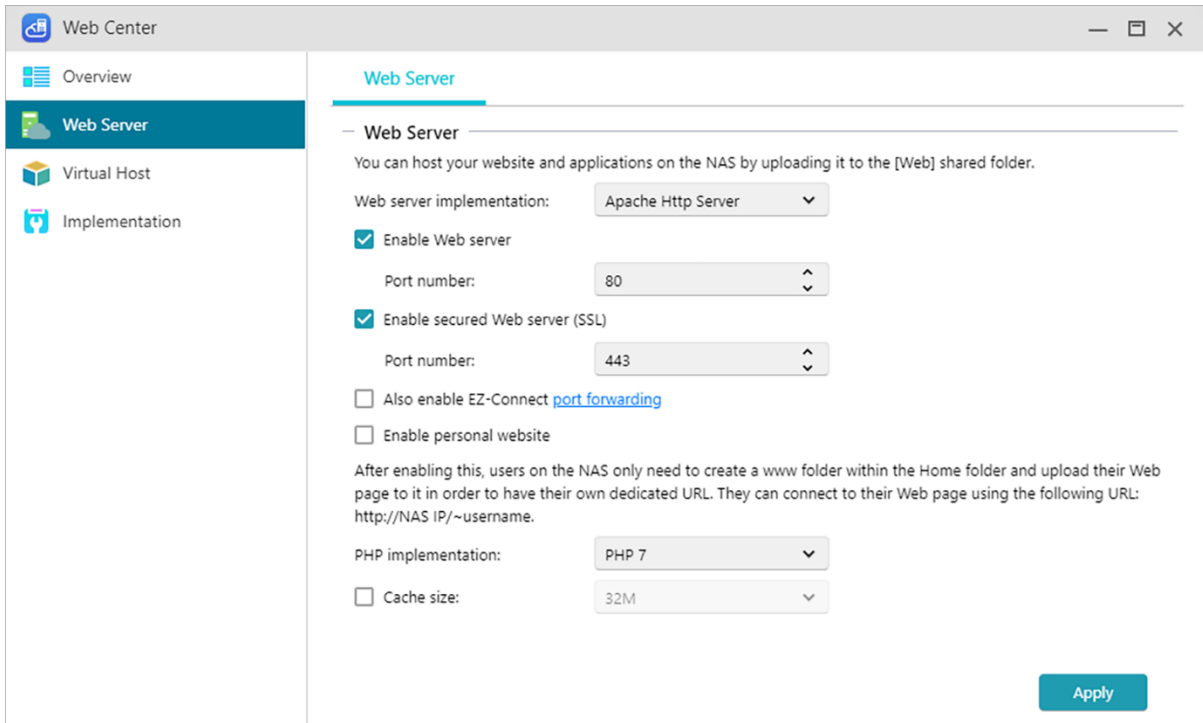 Web Center
Overview
Web Server
Virtual Host
Implementation
Web Server
Web Server
You can host your website and applications on the NAS by uploading it to the [Web] shared folder.
Web server implementation: Apache Http Server
Enable Web server
Port number: 80
Enable secured Web server (SSL)
Port number: 443
Also enable EZ-Connect port forwarding
Enable personal website
After enabling this, users on the NAS only need to create a www folder within the Home folder and upload their Web
page to it in order to have their own dedicated URL. They can connect to their Web page using the following URL:
http://NAS IP/~username.
PHP implementation: PHP 7
Cache size: 32M
Apply